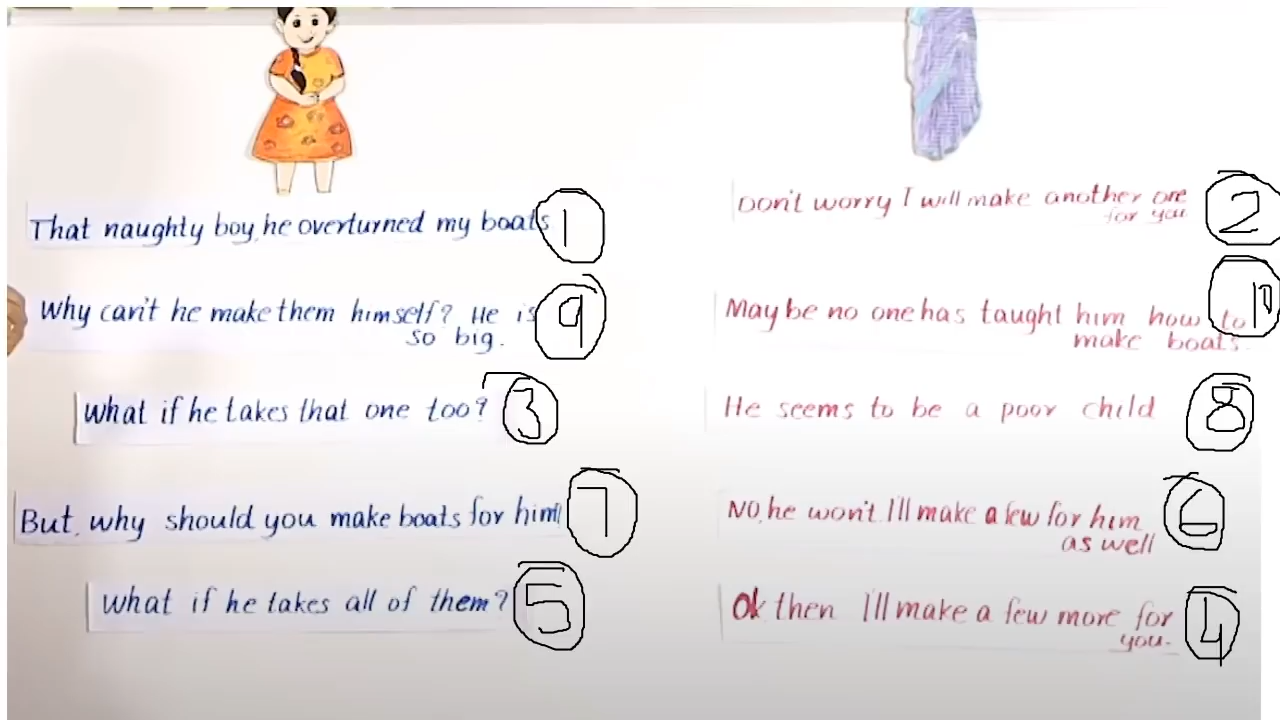 That naughty boy, he overturned my boats 1
Don't worry I will make another one
for you 2
Why can't he make them himself? He is
so big. 9
May be no one has taught him how to
make boats. 10
What if he takes that one too? 3
He seems to be a poor child 8
But, why should you make boats for him! 7
No, he won't. I'll make a few for him
as well 6
What if he takes all of them? 5
Ok then I'll make a few more for
you. 4